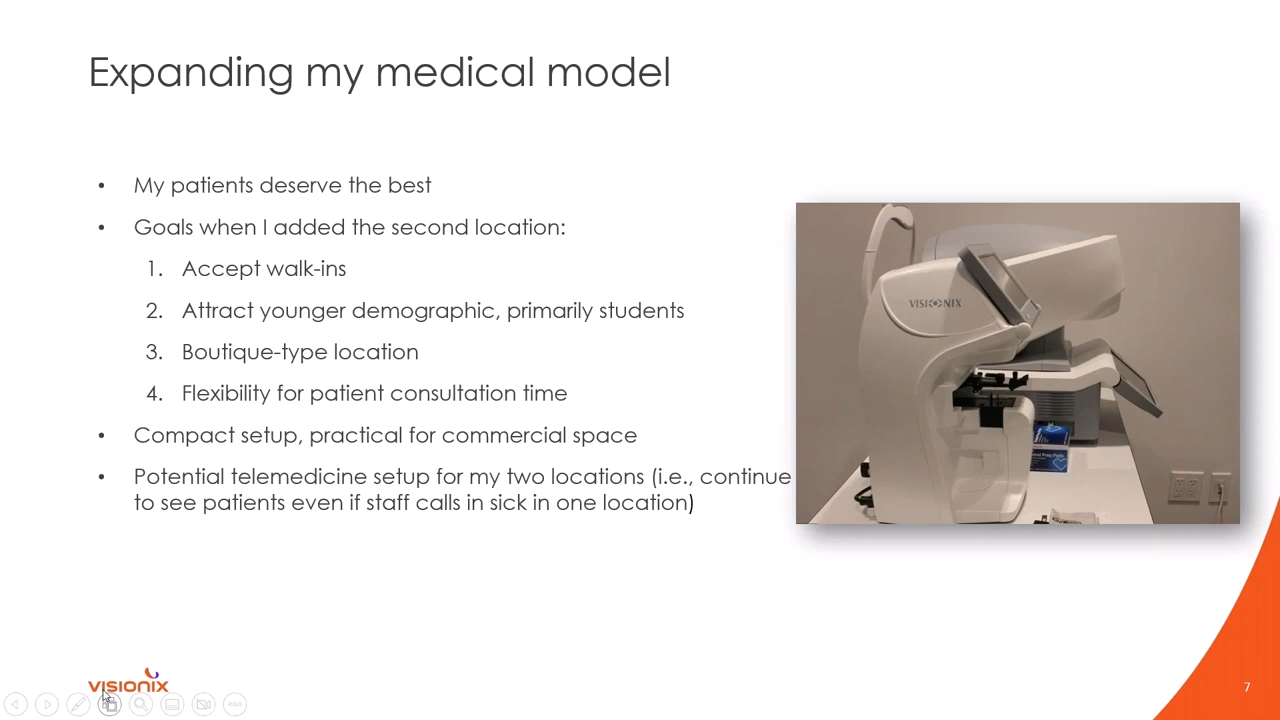 Expanding my medical model
• My patients deserve the best
• Goals when I added the second location:
1. Accept walk-ins
2. Attract younger demographic, primarily students
3. Boutique-type location
4. Flexibility for patient consultation time
• Compact setup, practical for commercial space
• Potential telemedicine setup for my two locations (i.e., continue
to see patients even if staff calls in sick in one location)
VISIONIX
VISIONIX
7